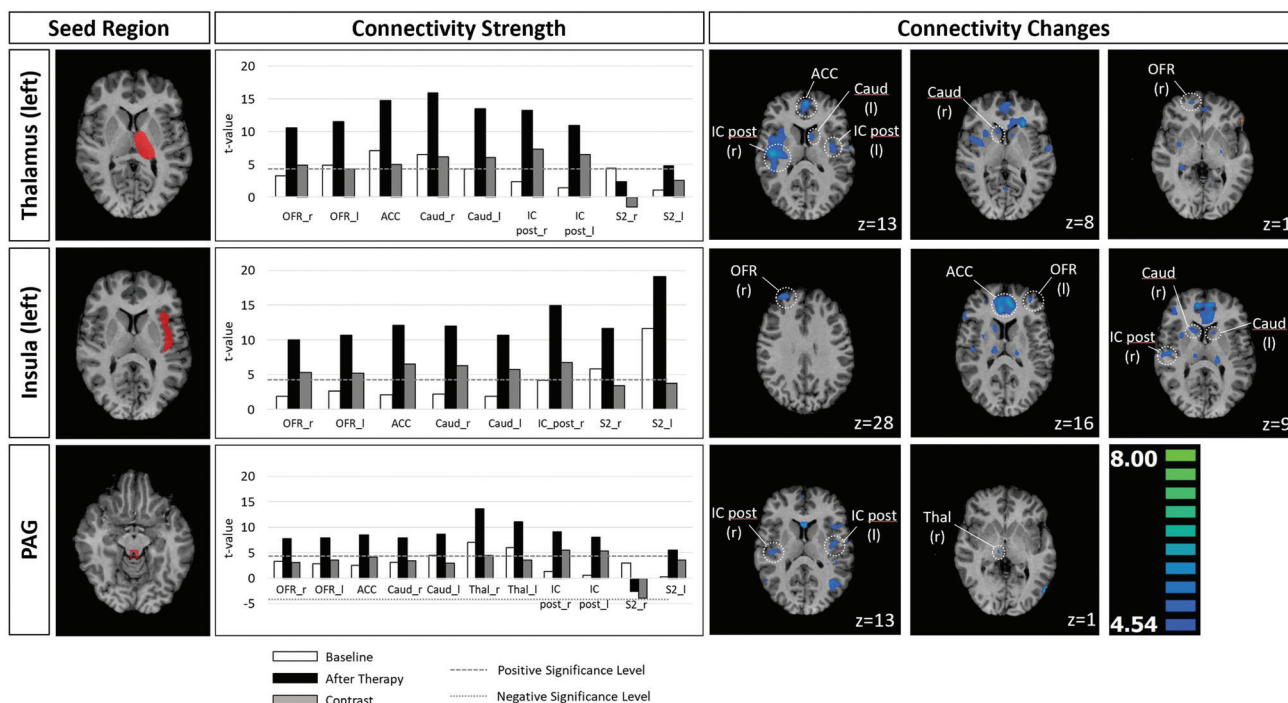 Seed Region
Connectivity Strength
Connectivity Changes
Thalamus (left)
t-value
20
15
10
5
0
OFR_r
OFR_l
ACC
Caud_r
Caud_l
IC
post_r
IC
post_l
S2_r
S2_l
ACC
Caud
(l)
IC post
(r)
IC post
(l)
z=13
Caud
(r)
z=8
OFR
(r)
z=1
Insula (left)
t-value
20
15
10
5
0
OFR_r
OFR_l
ACC
Caud_r
Caud_l
IC_post_r
S2_r
S2_l
OFR
(r)
z=28
ACC
OFR
(l)
z=16
Caud
(r)
Caud
(l)
IC post
(r)
z=9
PAG
t-value
20
15
10
5
0
-5
OFR_r
OFR_l
ACC
Caud_r
Caud_l
Thal_r
Thal_l
IC
post_r
IC
post_l
S2_r
S2_l
IC post
(r)
IC post
(l)
z=13
Thal
(r)
z=1
8.00
4.54
Baseline
After Therapy
Contrast
Positive Significance Level
Negative Significance Level